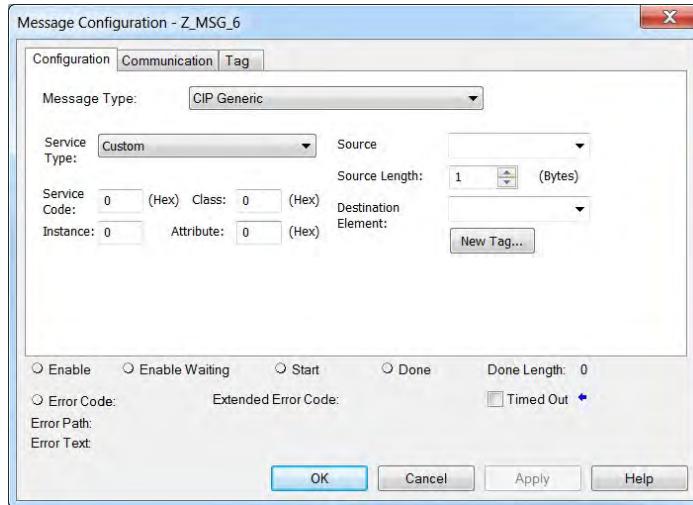 Message Configuration - Z_MSG_6
X
Configuration Communication Tag
Message Type: CIP Generic
Service Type: Custom
Source
Source Length: 1 (Bytes)
Service Code: 0 (Hex) Class: 0 (Hex)
Destination Element:
Instance: 0 Attribute: 0 (Hex)
New Tag...
Enable Enable Waiting Start Done Done Length: 0
Error Code: Extended Error Code: Timed Out
Error Path:
Error Text:
OK Cancel Apply Help